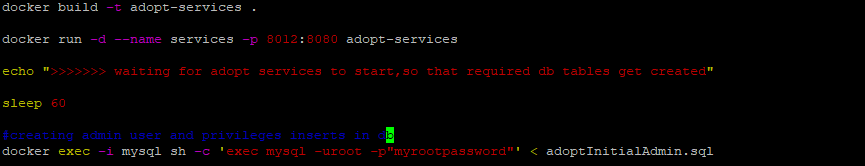 docker build -t adopt-services .
docker run -d --name services -p 8012:8080 adopt-services
echo ">>>>>>> waiting for adopt services to start,so that required db tables get created"
sleep 60
#creating admin user and privileges inserts in db
docker exec -i mysql sh -c 'exec mysql -uroot -p"myrootpassword"' < adoptInitialAdmin.sql